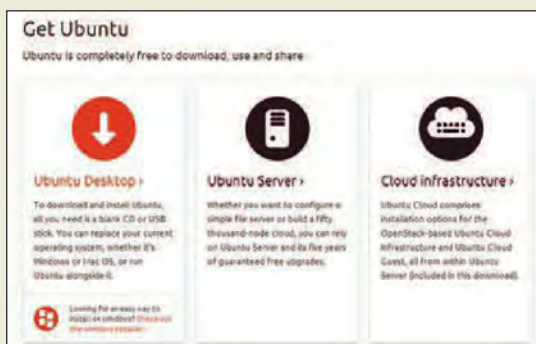 Get Ubuntu
Ubuntu is completely free to download, use and share
Ubuntu Desktop ›
To download and install Ubuntu,
all you need is a blank CD or USB
stick. You can replace your current
operating system, whether it's
Windows or Mac OS, or run
Ubuntu alongside it.
Looking for an easy way to
install on windows? Check out
the windows installer ›
Ubuntu Server ›
Whether you want to configure a
simple file server or build a fifty
thousand-node cloud, you can rely
on Ubuntu Server and its five years
of guaranteed free upgrades.
Cloud infrastructure ›
Ubuntu Cloud comprises
installation options for the
OpenStack-based Ubuntu Cloud
Infrastructure and Ubuntu Cloud
Guest, all from within Ubuntu
Server (included in this download).